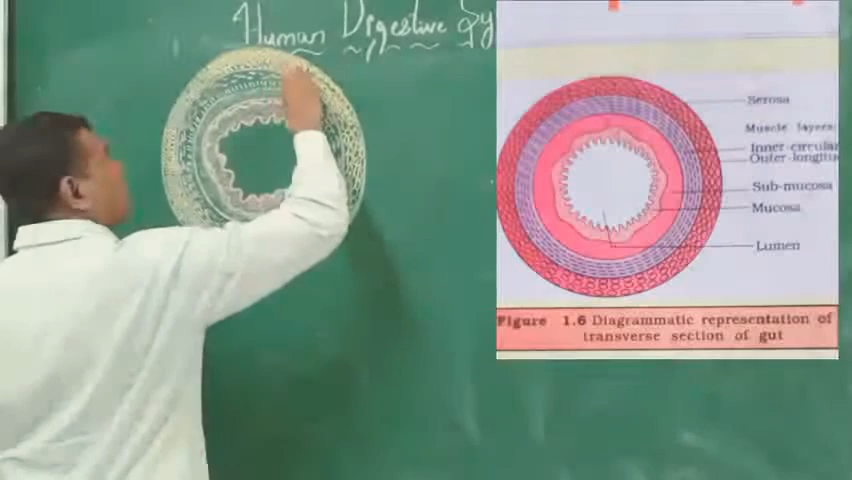 Human Digestive Sy
Serosa
Muscle layers
Inner-circular
Outer-longitu
Sub-mucosa
Mucosa
Lumen
Figure 1.6 Diagrammatic representation of
transverse section of gut